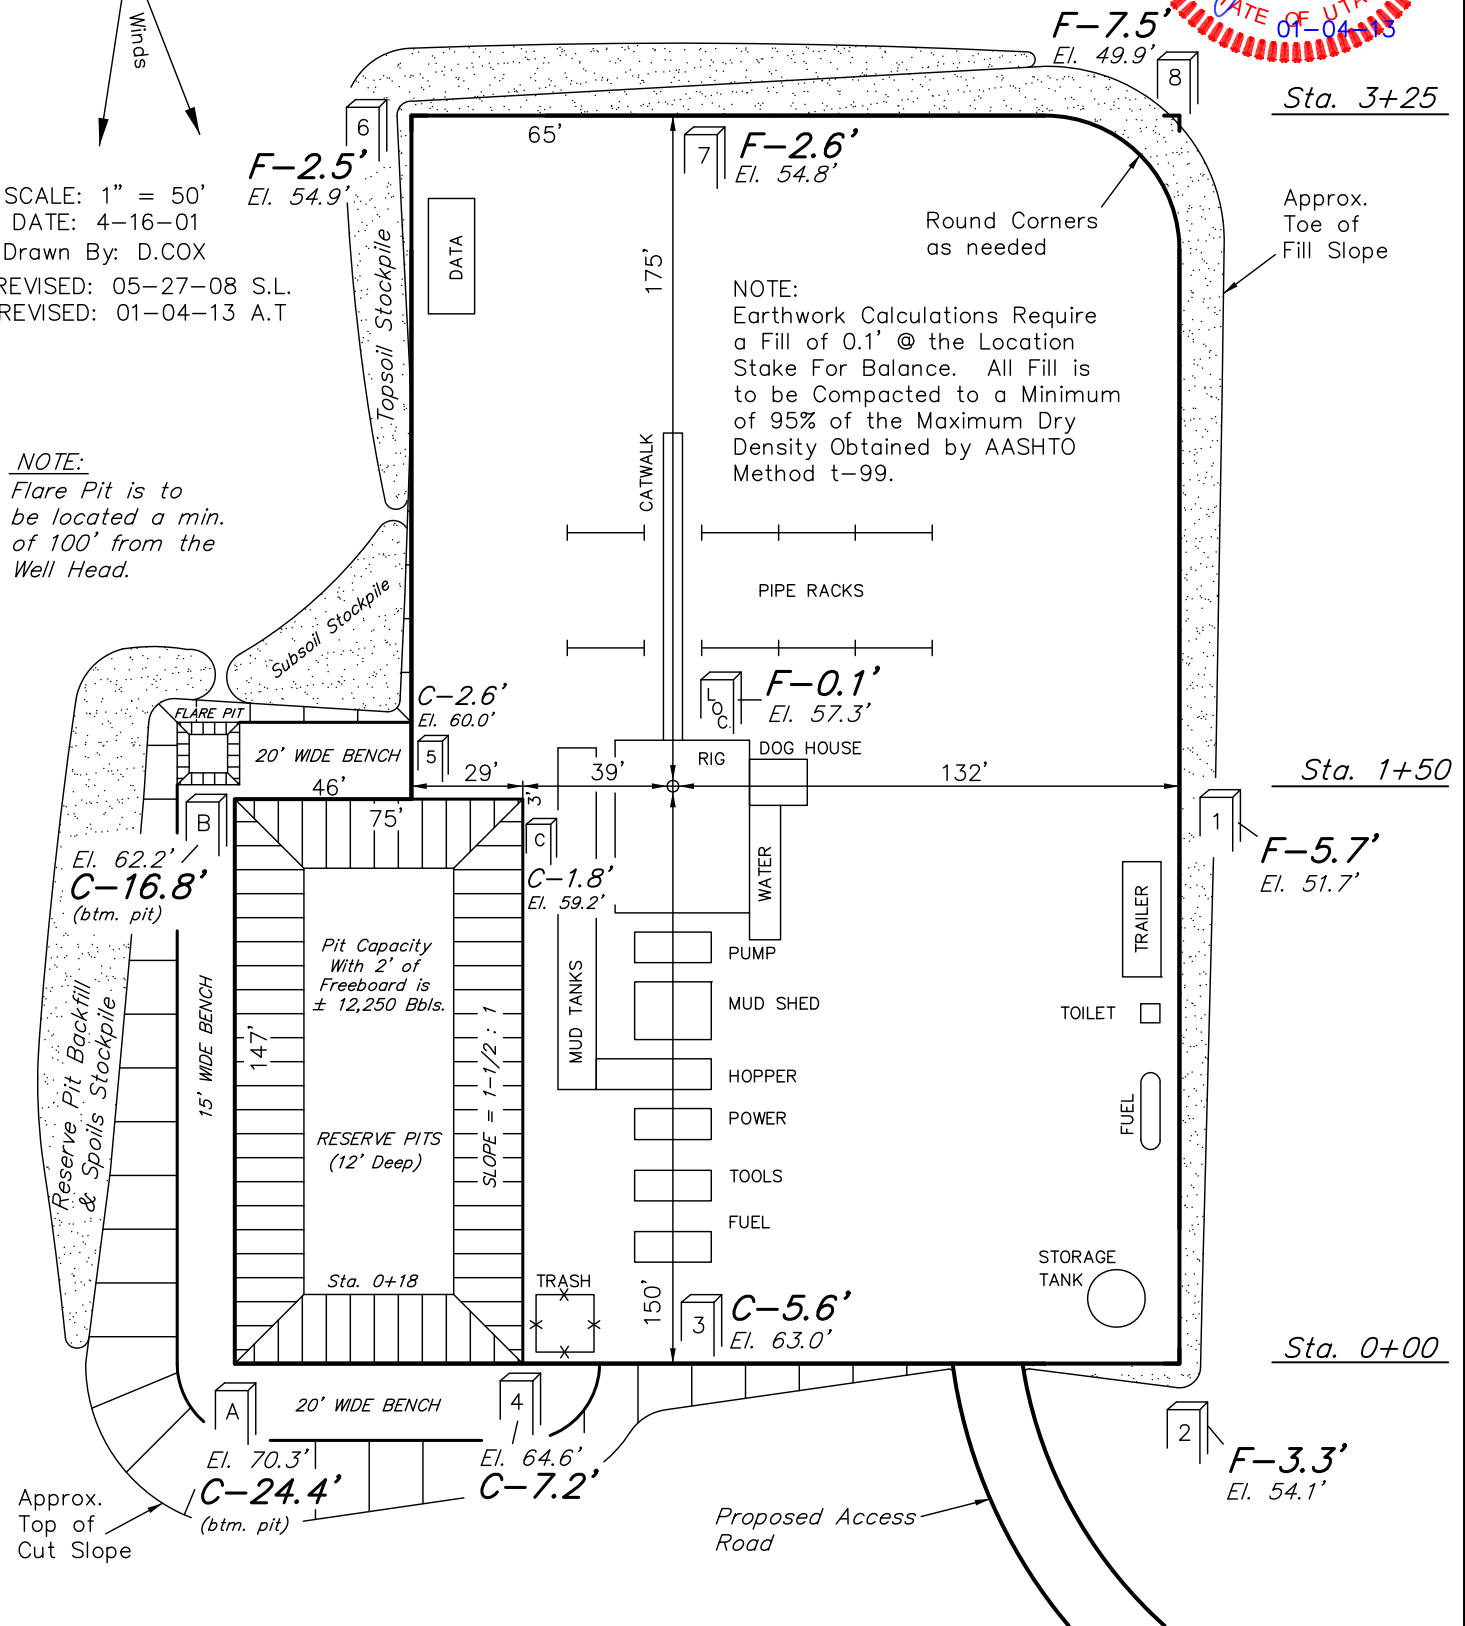 Winds
F-7.5'
El. 49.9'
STATE OF UTAH
01-04-13
8
Sta. 3+25
6
65'
7
F-2.6'
El. 54.8'
F-2.5'
El. 54.9'
SCALE: 1" = 50'
DATE: 4-16-01
Drawn By: D.COX
REVISED: 05-27-08 S.L.
REVISED: 01-04-13 A.T
Topsoil Stockpile
DATA
175'
Round Corners
as needed
Approx.
Toe of
Fill Slope
NOTE:
Earthwork Calculations Require
a Fill of 0.1' @ the Location
Stake For Balance. All Fill is
to be Compacted to a Minimum
of 95% of the Maximum Dry
Density Obtained by AASHTO
Method t-99.
NOTE:
Flare Pit is to
be located a min.
of 100' from the
Well Head.
CATWALK
PIPE RACKS
Subsoil Stockpile
LOC.
F-0.1'
El. 57.3'
C-2.6'
El. 60.0'
FLARE PIT
20' WIDE BENCH
5
RIG
DOG HOUSE
46'
29'
39'
132'
Sta. 1+50
75'
3'
B
C
1
El. 62.2'
C-16.8'
(btm. pit)
C-1.8'
El. 59.2'
WATER
F-5.7'
El. 51.7'
TRAILER
Pit Capacity
With 2' of
Freeboard is
± 12,250 Bbls.
PUMP
MUD SHED
TOILET
MUD TANKS
Reserve Pit Backfill
& Spoils Stockpile
15' WIDE BENCH
147'
SLOPE = 1-1/2 : 1
HOPPER
POWER
FUEL
RESERVE PITS
(12' Deep)
TOOLS
FUEL
STORAGE
TANK
Sta. 0+18
TRASH
150'
3
C-5.6'
El. 63.0'
Sta. 0+00
A
20' WIDE BENCH
4
2
El. 70.3'
C-24.4'
(btm. pit)
El. 64.6'
C-7.2'
F-3.3'
El. 54.1'
Approx.
Top of
Cut Slope
Proposed Access
Road